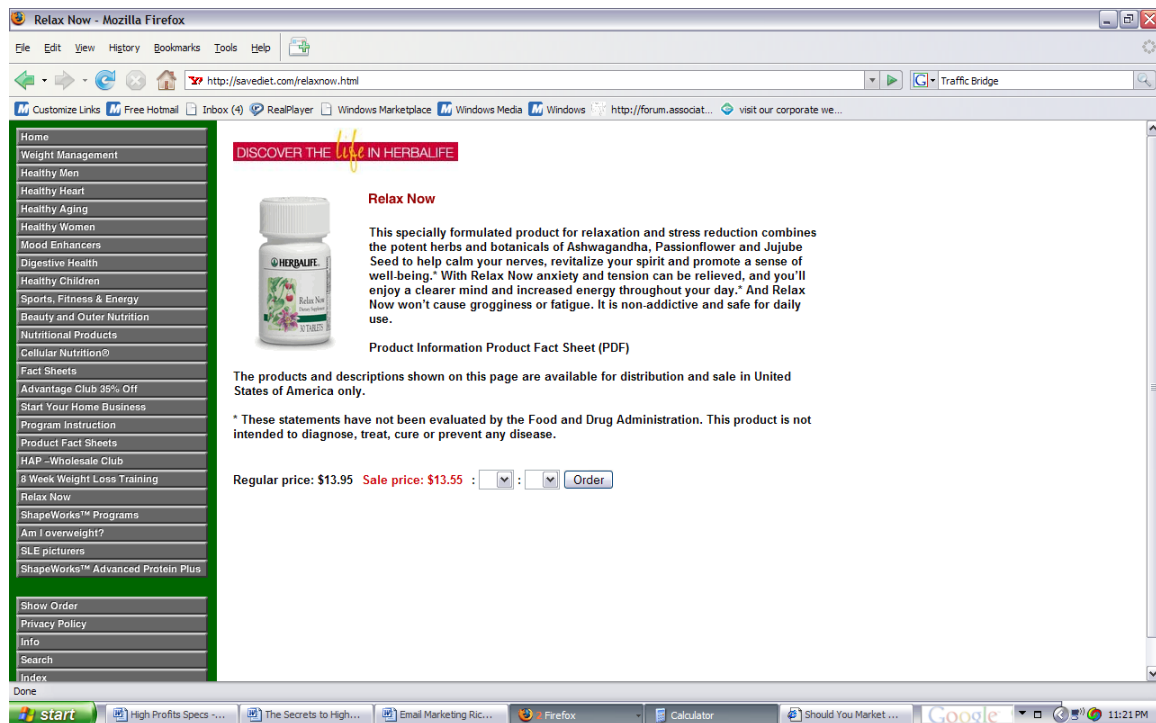 Relax Now - Mozilla Firefox
File Edit View History Bookmarks Tools Help
http://savediet.com/relaxnow.html
Traffic Bridge
Customize Links Free Hotmail Inbox (4) RealPlayer Windows Marketplace Windows Media Windows http://forum.associat... visit our corporate we...
Home
Weight Management
Healthy Men
Healthy Heart
Healthy Aging
Healthy Women
Mood Enhancers
Digestive Health
Healthy Children
Sports, Fitness & Energy
Beauty and Outer Nutrition
Nutritional Products
Cellular Nutrition®
Fact Sheets
Advantage Club 35% Off
Start Your Home Business
Program Instruction
Product Fact Sheets
HAP –Wholesale Club
8 Week Weight Loss Training
Relax Now
ShapeWorks™ Programs
Am I overweight?
SLE picturers
ShapeWorks™ Advanced Protein Plus
Show Order
Privacy Policy
Info
Search
Index
DISCOVER THE life IN HERBALIFE
HERBALIFE.
Relax Now
30 TABLETS
Relax Now
This specially formulated product for relaxation and stress reduction combines
the potent herbs and botanicals of Ashwagandha, Passionflower and Jujube
Seed to help calm your nerves, revitalize your spirit and promote a sense of
well-being.* With Relax Now anxiety and tension can be relieved, and you'll
enjoy a clearer mind and increased energy throughout your day.* And Relax
Now won't cause grogginess or fatigue. It is non-addictive and safe for daily
use.
Product Information Product Fact Sheet (PDF)
The products and descriptions shown on this page are available for distribution and sale in United
States of America only.
* These statements have not been evaluated by the Food and Drug Administration. This product is not
intended to diagnose, treat, cure or prevent any disease.
Regular price: $13.95 Sale price: $13.55 : : Order
Done
start High Profits Specs -... The Secrets to High... Email Marketing Ric... 2 Firefox Calculator Should You Market ... Google 11:21 PM